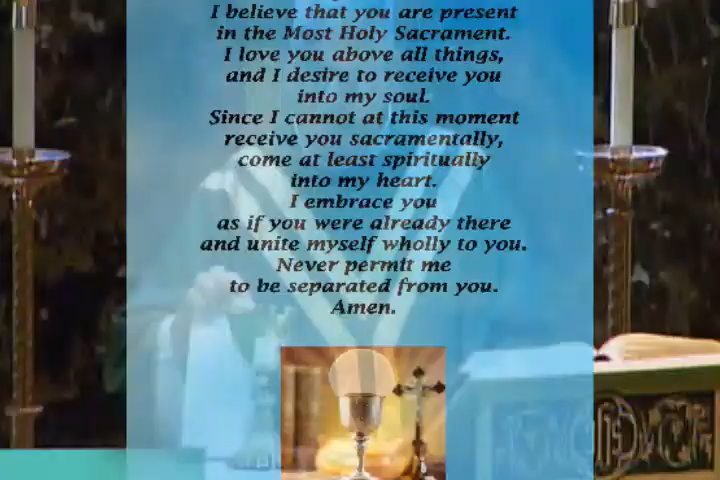 I believe that you are present
in the Most Holy Sacrament.
I love you above all things,
and I desire to receive you
into my soul.
Since I cannot at this moment
receive you sacramentally,
come at least spiritually
into my heart.
I embrace you
as if you were already there
and unite myself wholly to you.
Never permit me
to be separated from you.
Amen.